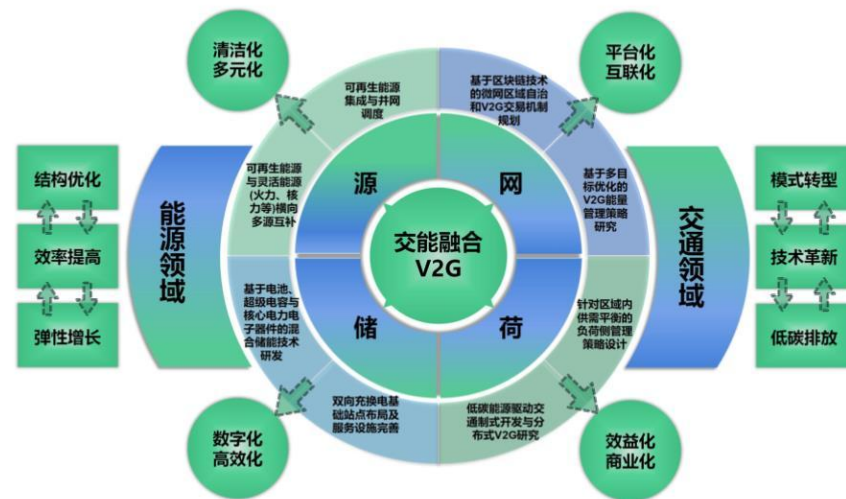 清洁化
多元化
平台化
互联化
可再生能源
集成与并网
调度
基于区块链技术
的微网区域自治
和V2G交易机制
规划
可再生能源
与灵活能源
(火力、核
力等)横向
多源互补
源
网
基于多目
标优化的
V2G能量
管理策略
研究
结构优化
效率提高
弹性增长
能源领域
交能融合
V2G
交通领域
模式转型
技术革新
低碳排放
基于电池、
超级电容与
核心电力电
子器件的混
合储能技术
研发
储
荷
针对区域内
供需平衡的
负荷侧管理
策略设计
双向充换电基
础站点布局及
服务设施完善
低碳能源驱动交
通制式开发与分
布式V2G研究
数字化
高效化
效益化
商业化